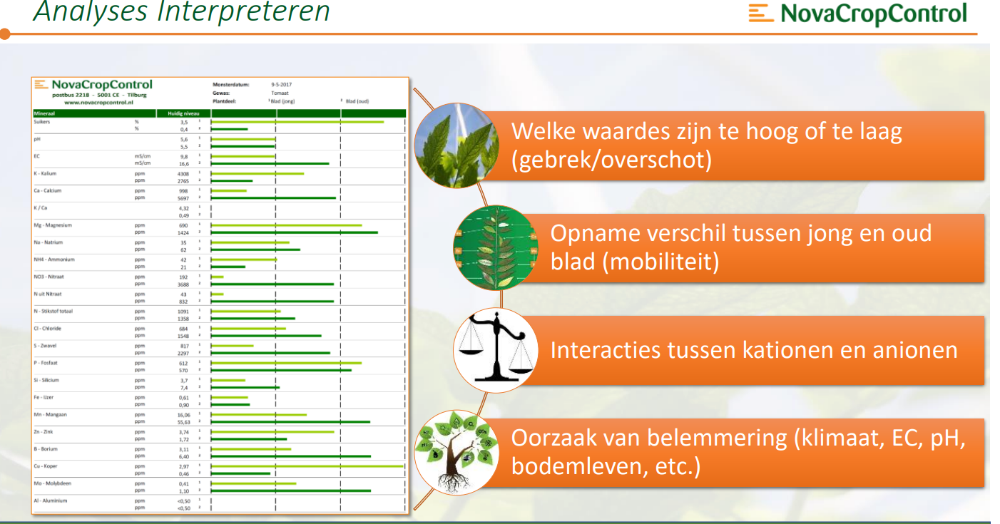 Analyses Interpreteren
NovaCropControl
NovaCropControl
postbus 2218 - 5001 CE - Tilburg
www.novacropcontrol.nl
Monsterdatum: 9-5-2017
Gewas: Tomaat
Plantdeel: ¹ Blad (jong) ² Blad (oud)
Mineraal Huidig niveau
Suikers % 3,5 ¹
% 0,4 ²
pH 5,6 ¹
5,5 ²
EC mS/cm 9,8 ¹
mS/cm 16,6 ²
K - Kalium ppm 4308 ¹
ppm 2765 ²
Ca - Calcium ppm 998 ¹
ppm 5697 ²
K / Ca 4,32 ¹
0,49 ²
Mg - Magnesium ppm 690 ¹
ppm 1424 ²
Na - Natrium ppm 35 ¹
ppm 62 ²
NH4 - Ammonium ppm 42 ¹
ppm 21 ²
NO3 - Nitraat ppm 192 ¹
ppm 3688 ²
N uit Nitraat ppm 43 ¹
ppm 832 ²
N - Stikstof totaal ppm 1091 ¹
ppm 1358 ²
Cl - Chloride ppm 684 ¹
ppm 1548 ²
S - Zwavel ppm 817 ¹
ppm 2297 ²
P - Fosfaat ppm 612 ¹
ppm 570 ²
Si - Silicium ppm 3,7 ¹
ppm 7,4 ²
Fe - IJzer ppm 0,61 ¹
ppm 0,90 ²
Mn - Mangaan ppm 16,06 ¹
ppm 55,63 ²
Zn - Zink ppm 3,74 ¹
ppm 1,72 ²
B - Borium ppm 3,11 ¹
ppm 6,40 ²
Cu - Koper ppm 2,97 ¹
ppm 0,46 ²
Mo - Molybdeen ppm 0,41 ¹
ppm 1,10 ²
Al - Aluminium ppm <0,50 ¹
ppm <0,50 ²
Welke waardes zijn te hoog of te laag
(gebrek/overschot)
Opname verschil tussen jong en oud
blad (mobiliteit)
Interacties tussen kationen en anionen
Oorzaak van belemmering (klimaat, EC, pH,
bodemleven, etc.)